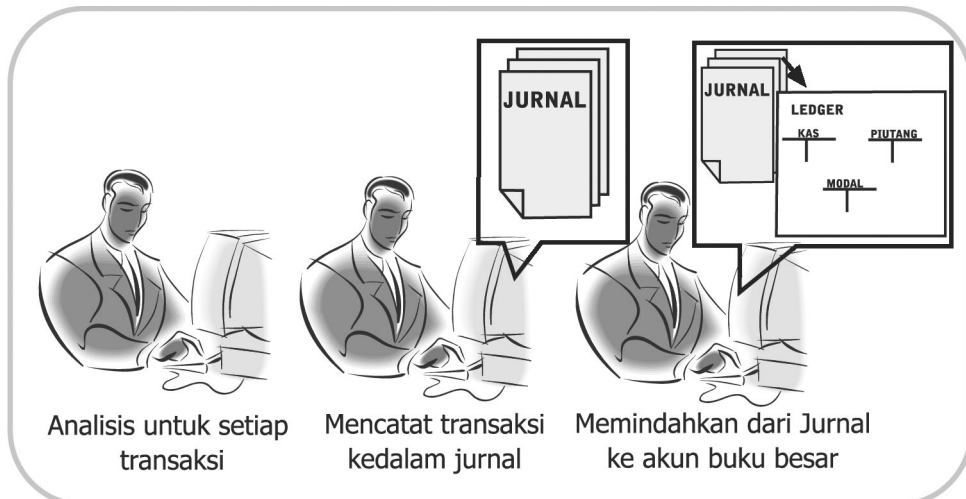 JURNAL
JURNAL
LEDGER
KAS
PIUTANG
MODAL
Analisis untuk setiap
transaksi
Mencatat transaksi
kedalam jurnal
Memindahkan dari Jurnal
ke akun buku besar